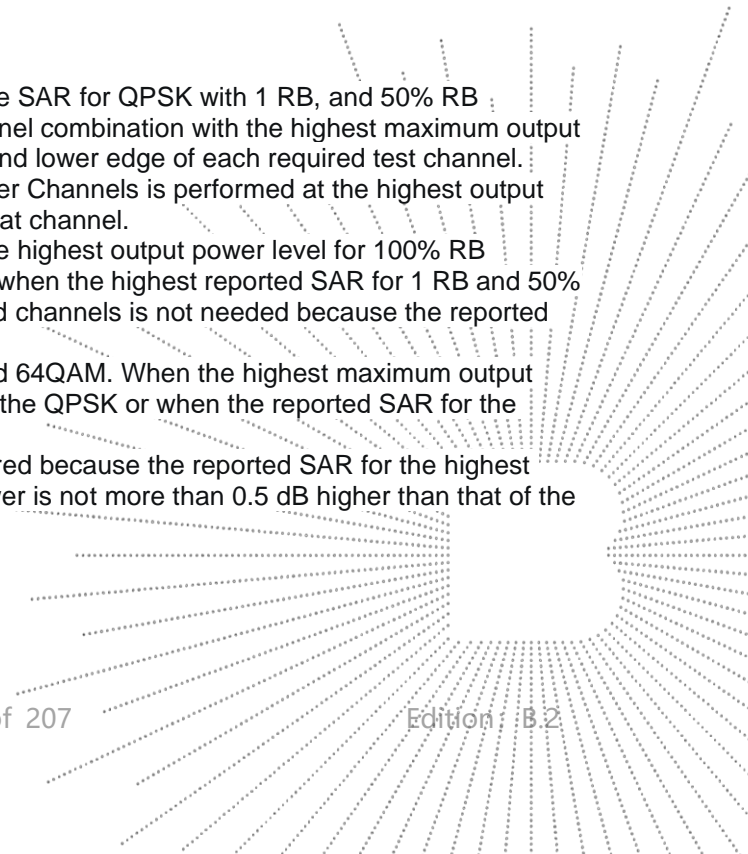 e SAR for QPSK with 1 RB, and 50% RB
nel combination with the highest maximum output
nd lower edge of each required test channel.
er Channels is performed at the highest output
at channel.
e highest output power level for 100% RB
when the highest reported SAR for 1 RB and 50%
d channels is not needed because the reported
d 64QAM. When the highest maximum output
the QPSK or when the reported SAR for the
red because the reported SAR for the highest
ver is not more than 0.5 dB higher than that of the
of 207 Edition: B.2